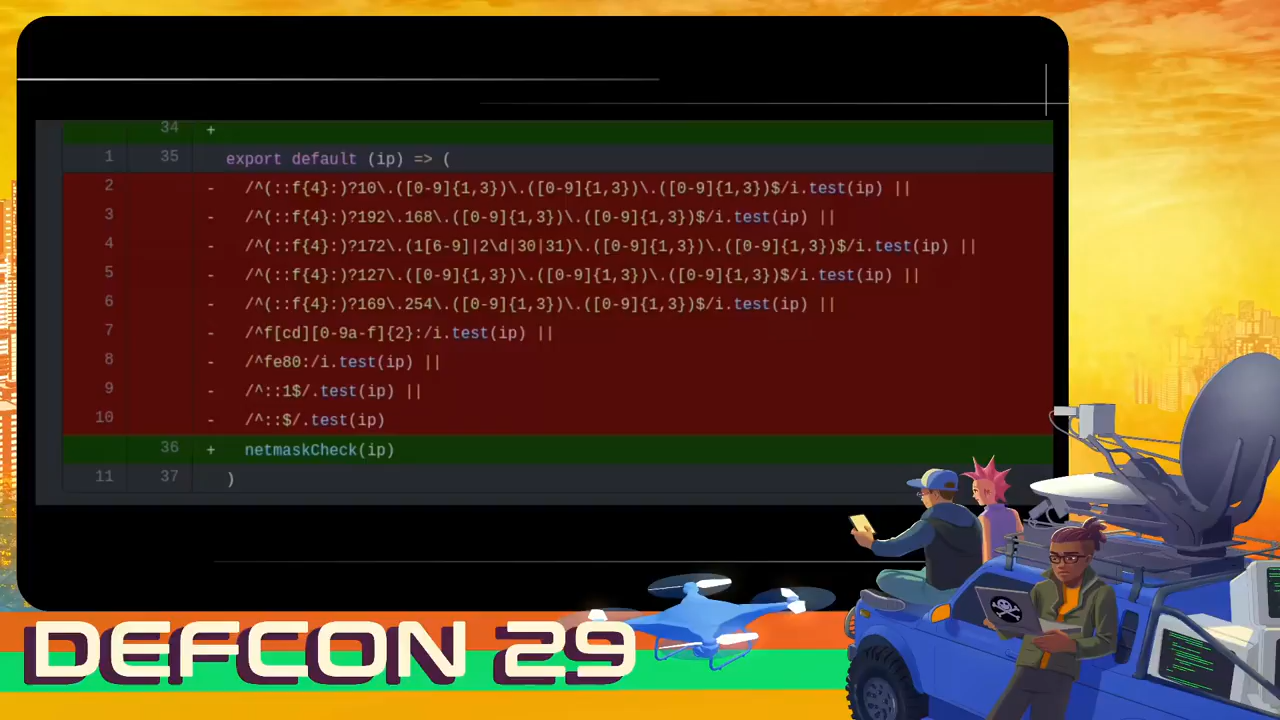 34 +
1 35 export default (ip) => (
2 - /^(::f{4}:)?10\.([0-9]{1,3})\.([0-9]{1,3})\.([0-9]{1,3})$/i.test(ip) ||
3 - /^(::f{4}:)?192\.168\.([0-9]{1,3})\.([0-9]{1,3})$/i.test(ip) ||
4 - /^(::f{4}:)?172\.(1[6-9]|2\d|30|31)\.([0-9]{1,3})\.([0-9]{1,3})$/i.test(ip) ||
5 - /^(::f{4}:)?127\.([0-9]{1,3})\.([0-9]{1,3})\.([0-9]{1,3})$/i.test(ip) ||
6 - /^(::f{4}:)?169\.254\.([0-9]{1,3})\.([0-9]{1,3})$/i.test(ip) ||
7 - /^f[cd][0-9a-f]{2}:/i.test(ip) ||
8 - /^fe80:/i.test(ip) ||
9 - /^::1$/.test(ip) ||
10 - /^::$/.test(ip)
36 + netmaskCheck(ip)
11 37 )
DEFCON 29